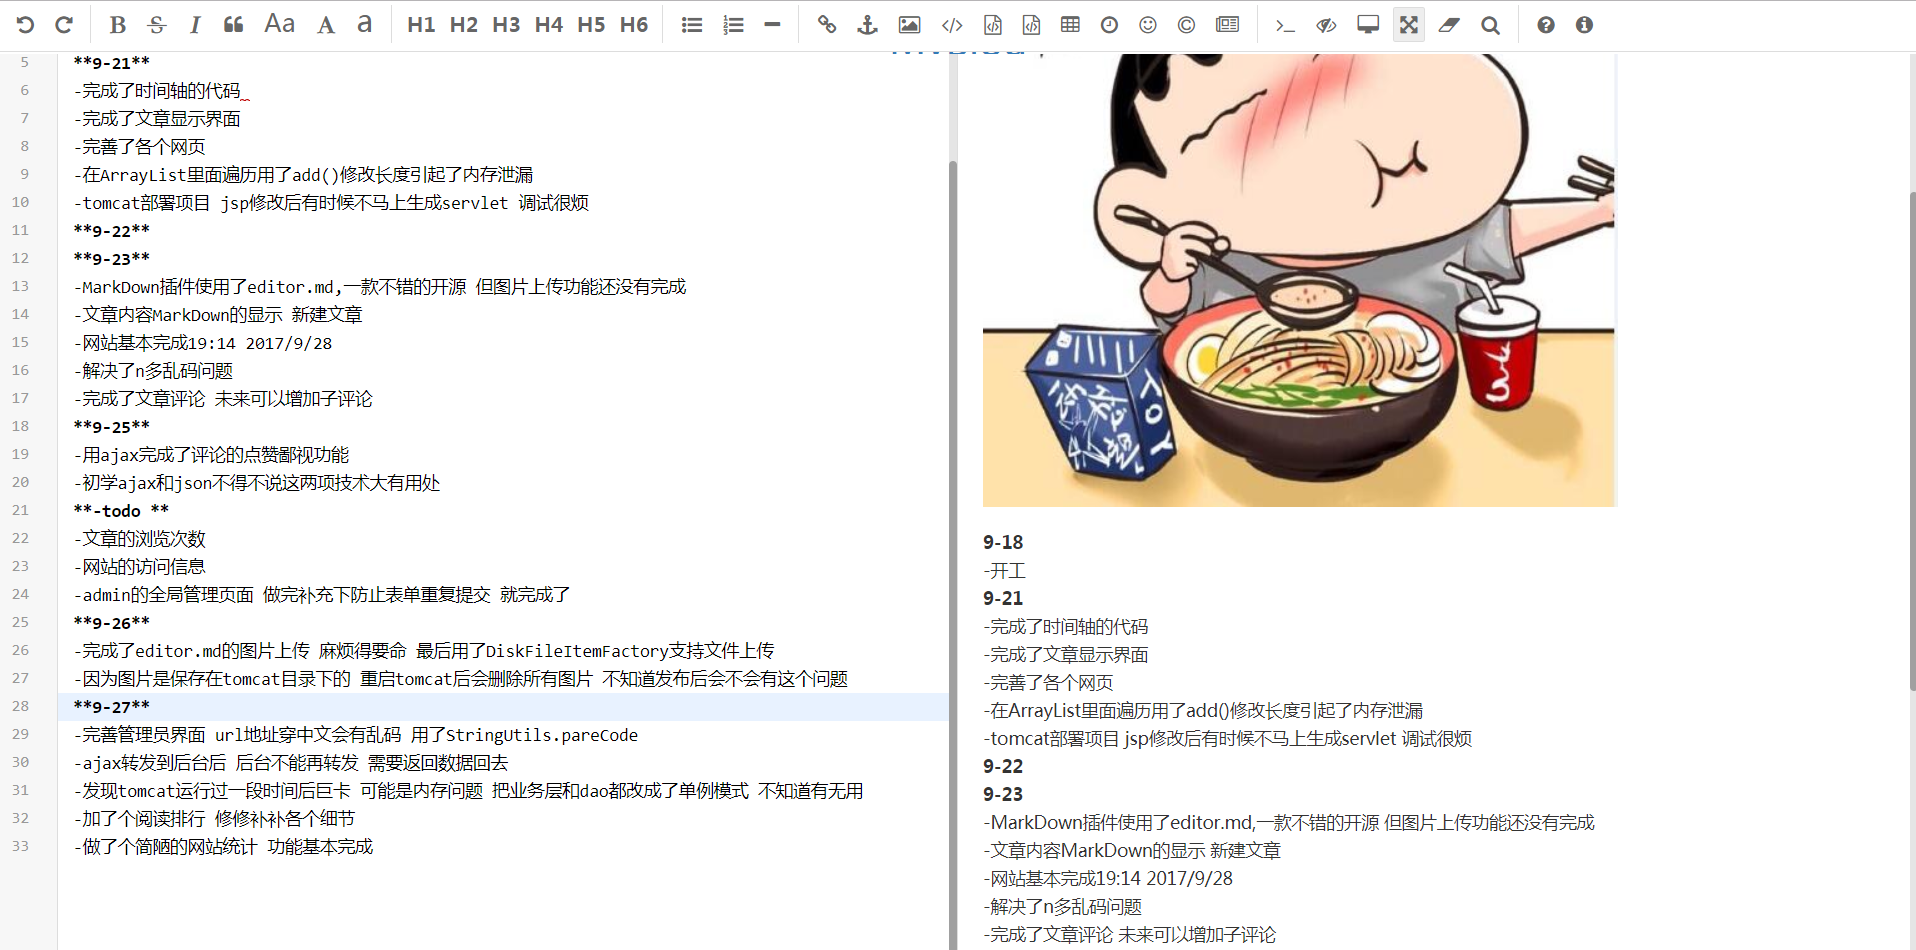 H1 H2 H3 H4 H5 H6
5 **9-21**
6 -完成了时间轴的代码
7 -完成了文章显示界面
8 -完善了各个网页
9 -在ArrayList里面遍历用了add()修改长度引起了内存泄漏
10 -tomcat部署项目 jsp修改后有时候不马上生成servlet 调试很烦
11 **9-22**
12 **9-23**
13 -MarkDown插件使用了editor.md,一款不错的开源 但图片上传功能还没有完成
14 -文章内容MarkDown的显示 新建文章
15 -网站基本完成19:14 2017/9/28
16 -解决了n多乱码问题
17 -完成了文章评论 未来可以增加子评论
18 **9-25**
19 -用ajax完成了评论的点赞鄙视功能
20 -初学ajax和json不得不说这两项技术大有用处
21 **-todo **
22 -文章的浏览次数
23 -网站的访问信息
24 -admin的全局管理页面 做完补充下防止表单重复提交 就完成了
25 **9-26**
26 -完成了editor.md的图片上传 麻烦得要命 最后用了DiskFileItemFactory支持文件上传
27 -因为图片是保存在tomcat目录下的 重启tomcat后会删除所有图片 不知道发布后会不会有这个问题
28 **9-27**
29 -完善管理员界面 url地址穿中文会有乱码 用了StringUtils.pareCode
30 -ajax转发到后台后 后台不能再转发 需要返回数据回去
31 -发现tomcat运行过一段时间后巨卡 可能是内存问题 把业务层和dao都改成了单例模式 不知道有无用
32 -加了个阅读排行 修修补补各个细节
33 -做了个简陋的网站统计 功能基本完成
TOY
9-18
-开工
9-21
-完成了时间轴的代码
-完成了文章显示界面
-完善了各个网页
-在ArrayList里面遍历用了add()修改长度引起了内存泄漏
-tomcat部署项目 jsp修改后有时候不马上生成servlet 调试很烦
9-22
9-23
-MarkDown插件使用了editor.md,一款不错的开源 但图片上传功能还没有完成
-文章内容MarkDown的显示 新建文章
-网站基本完成19:14 2017/9/28
-解决了n多乱码问题
-完成了文章评论 未来可以增加子评论